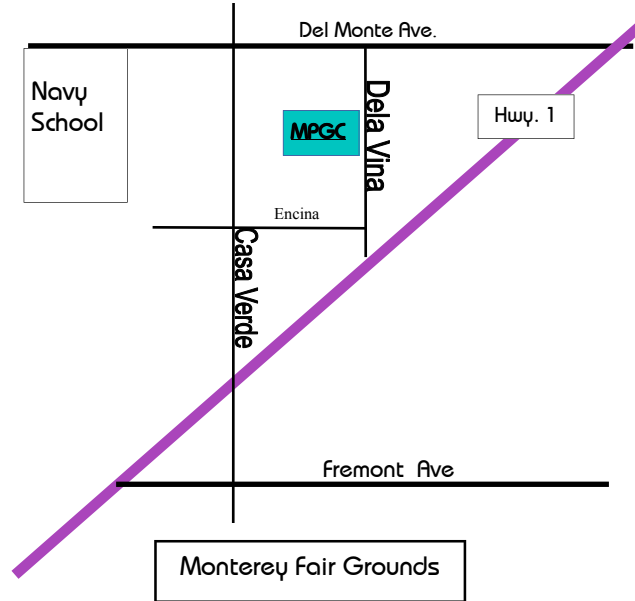 Del Monte Ave.
Navy
School
MPGC
Dela Vina
Hwy. 1
Encina
Casa Verde
Fremont Ave
Monterey Fair Grounds